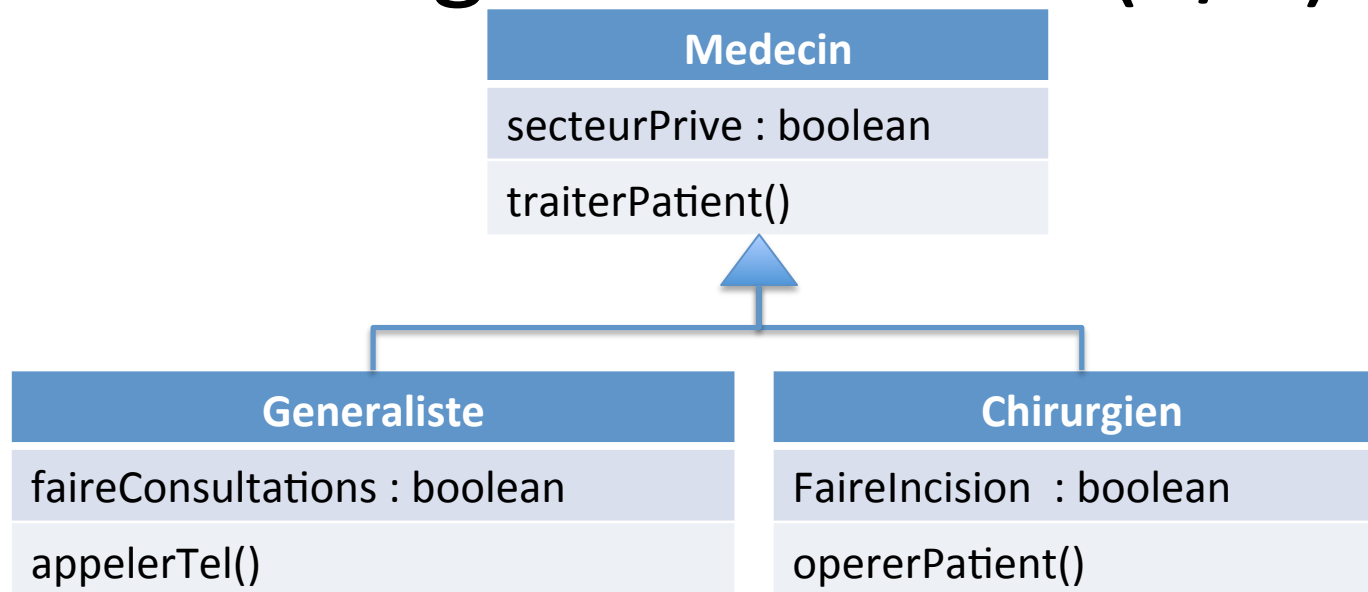 Medecin
secteurPrive : boolean
traiterPatient()
Generaliste
Chirurgien
faireConsultations : boolean
FaireIncision : boolean
appelerTel()
opererPatient()